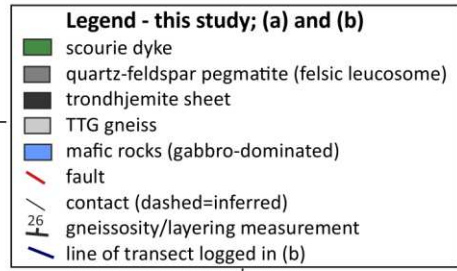 Legend - this study; (a) and (b)
scourie dyke
quartz-feldspar pegmatite (felsic leucosome)
trondhjemite sheet
TTG gneiss
mafic rocks (gabbro-dominated)
fault
contact (dashed=inferred)
26
gneissosity/layering measurement
line of transect logged in (b)